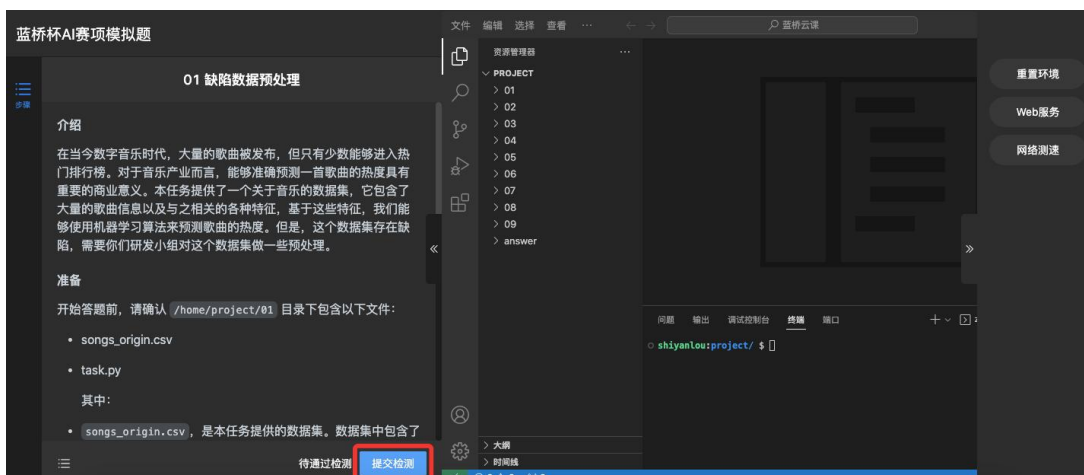 蓝桥杯AI赛项模拟题
步骤
01 缺陷数据预处理
介绍
在当今数字音乐时代，大量的歌曲被发布，但只有少数能够进入热
门排行榜。对于音乐产业而言，能够准确预测一首歌曲的热度具有
重要的商业意义。本任务提供了一个关于音乐的数据集，它包含了
大量的歌曲信息以及与之相关的各种特征，基于这些特征，我们能
够使用机器学习算法来预测歌曲的热度。但是，这个数据集存在缺
陷，需要你们研发小组对这个数据集做一些预处理。
准备
开始答题前，请确认 /home/project/01 目录下包含以下文件：
• songs_origin.csv
• task.py
其中：
• songs_origin.csv，是本任务提供的数据集。数据集中包含了
待通过检测 提交检测
文件 编辑 选择 查看 ··· ← → 蓝桥云课
资源管理器 ···
PROJECT
> 01
> 02
> 03
> 04
> 05
> 06
> 07
> 08
> 09
> answer
> 大纲
> 时间线
问题 输出 调试控制台 终端 端口
shiyanlou:project/ $
重置环境
Web服务
网络测速